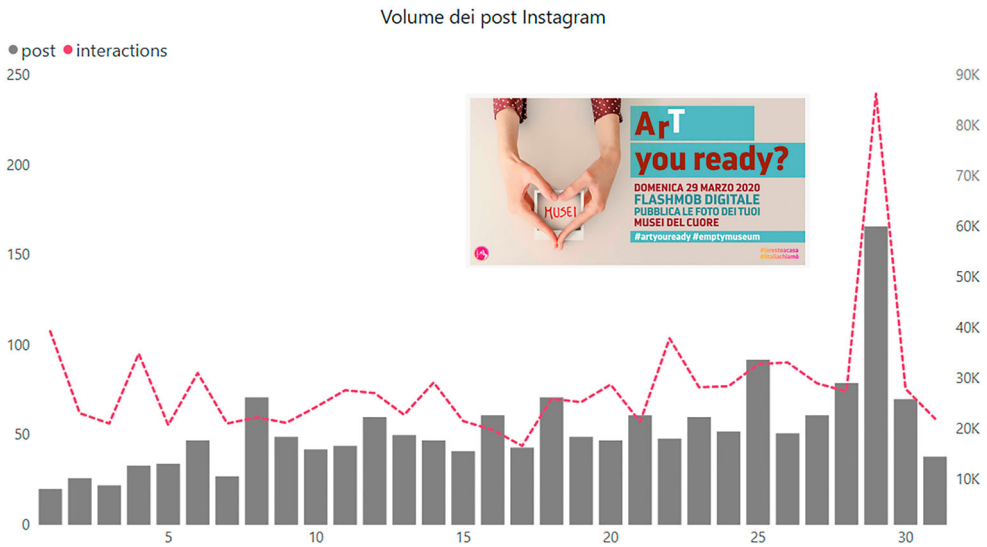 Volume dei post Instagram
post interactions
250
200
150
100
50
0
90K
80K
70K
60K
50K
40K
30K
20K
10K
5 10 15 20 25 30
ArT
you ready?
DOMENICA 29 MARZO 2020
FLASHMOB DIGITALE
PUBBLICA LE FOTO DEI TUOI
MUSEI DEL CUORE
#artyouready #emptymuseum
#iorestoacasa
MUSEI